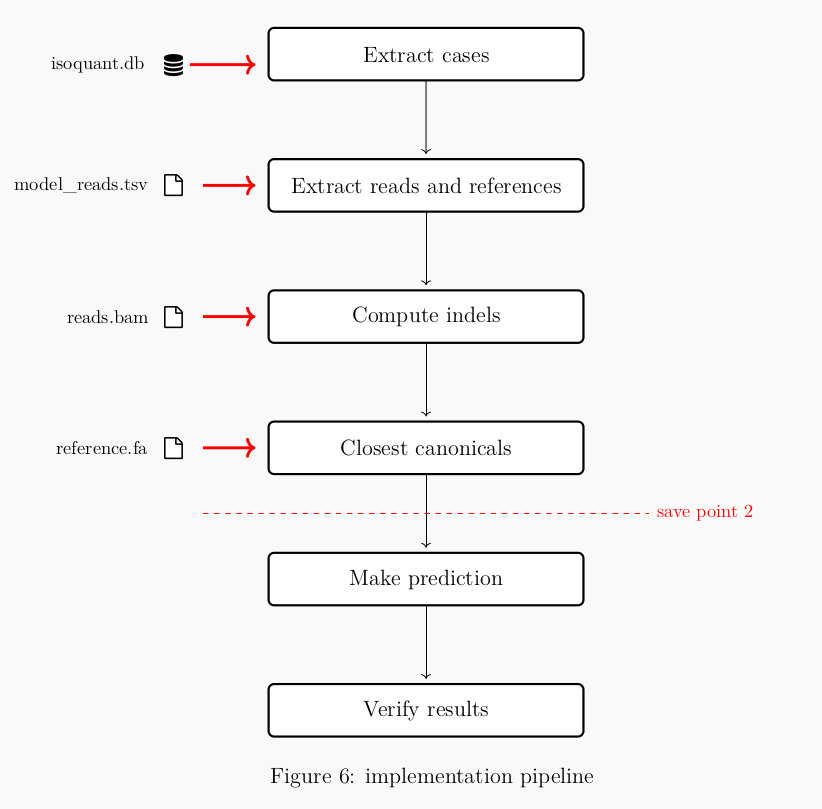 isoquant.db
Extract cases
model_reads.tsv
Extract reads and references
reads.bam
Compute indels
reference.fa
Closest canonicals
save point 2
Make prediction
Verify results
Figure 6: implementation pipeline